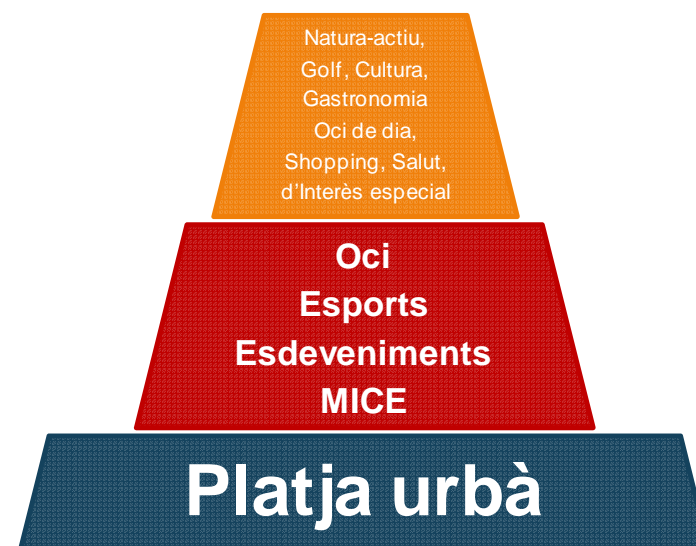 Natura-actiu,
Golf, Cultura,
Gastronomia
Oci de dia,
Shopping, Salut,
d'Interès especial
Oci
Esports
Esdeveniments
MICE
Platja urbà